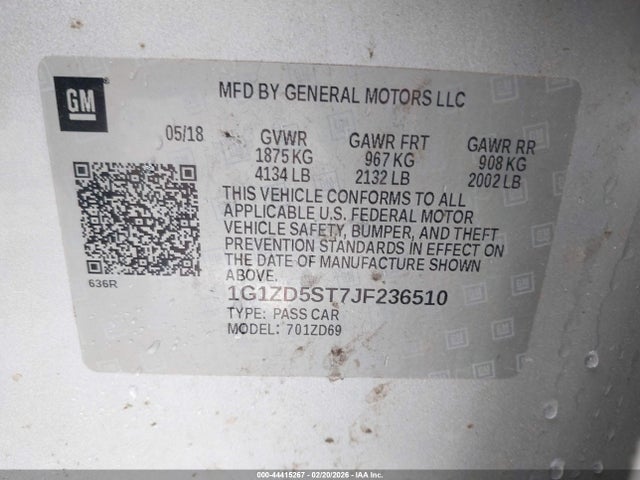 GM
MFD BY GENERAL MOTORS LLC
05/18 GVWR GAWR FRT GAWR RR
1875 KG 967 KG 908 KG
4134 LB 2132 LB 2002 LB
THIS VEHICLE CONFORMS TO ALL
APPLICABLE U.S. FEDERAL MOTOR
VEHICLE SAFETY, BUMPER, AND THEFT
PREVENTION STANDARDS IN EFFECT ON
THE DATE OF MANUFACTURE SHOWN
ABOVE.
636R
1G1ZD5ST7JF236510
TYPE: PASS CAR
MODEL: 701ZD69
000-44415267 - 02/20/2026 - IAA Inc.